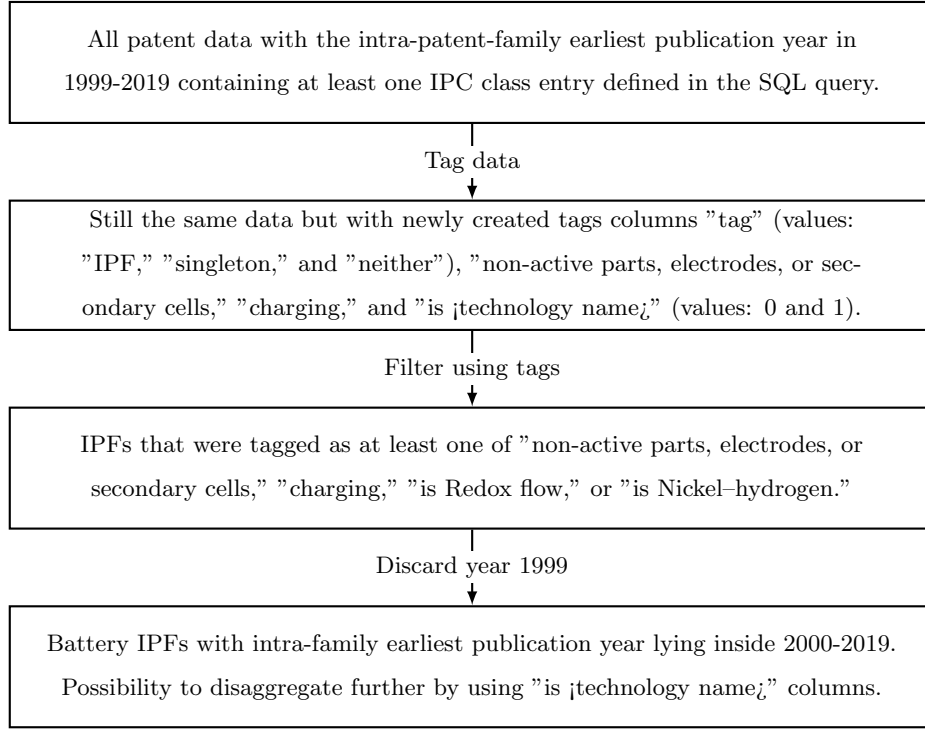 All patent data with the intra-patent-family earliest publication year in
1999-2019 containing at least one IPC class entry defined in the SQL query.
Tag data
Still the same data but with newly created tags columns ”tag” (values:
”IPF,” ”singleton,” and ”neither”), ”non-active parts, electrodes, or sec-
ondary cells,” ”charging,” and ”is ¡technology name¿” (values: 0 and 1).
Filter using tags
IPFs that were tagged as at least one of ”non-active parts, electrodes, or
secondary cells,” ”charging,” ”is Redox flow,” or ”is Nickel–hydrogen.”
Discard year 1999
Battery IPFs with intra-family earliest publication year lying inside 2000-2019.
Possibility to disaggregate further by using ”is ¡technology name¿” columns.